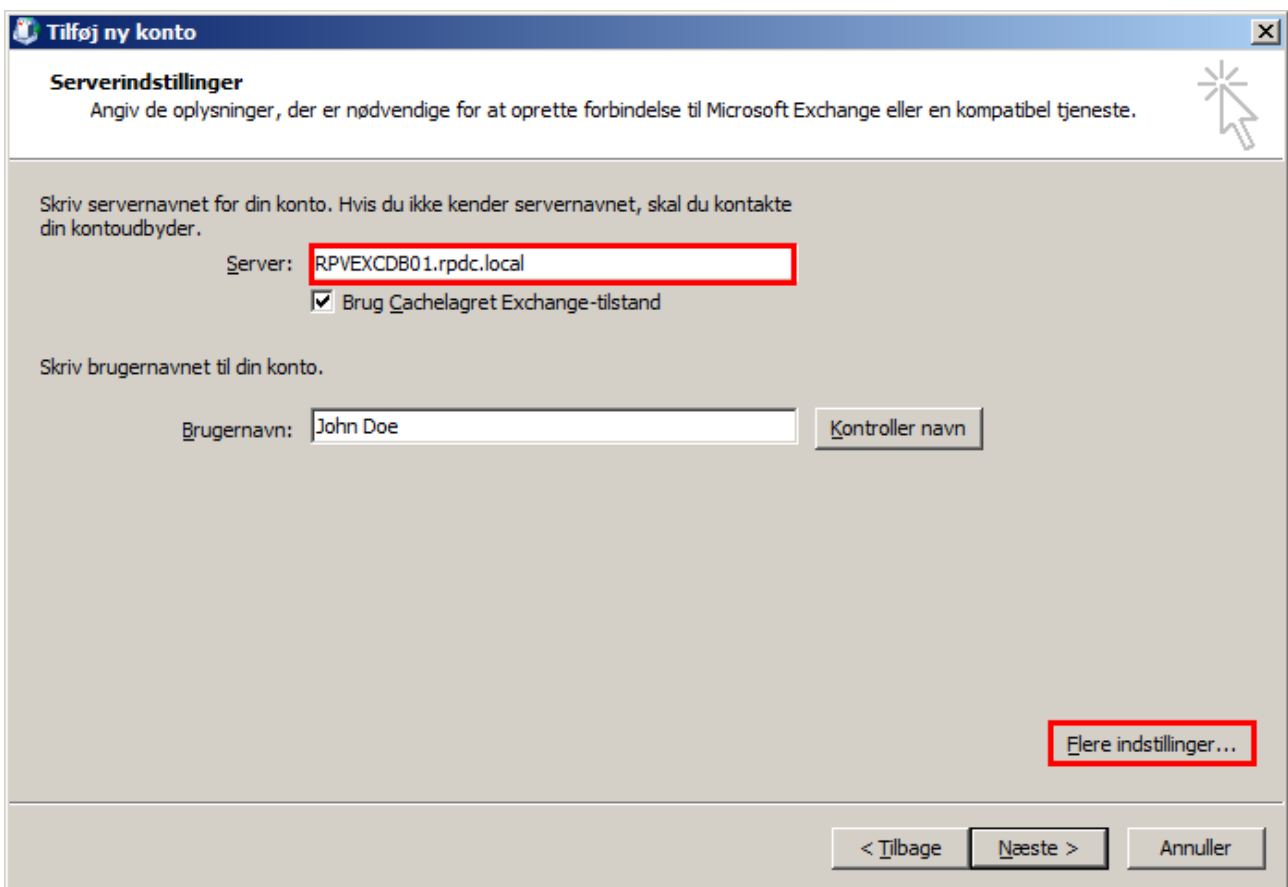 Tilføj ny konto
Serverindstillinger
Angiv de oplysninger, der er nødvendige for at oprette forbindelse til Microsoft Exchange eller en kompatibel tjeneste.
Skriv servernavnet for din konto. Hvis du ikke kender servernavnet, skal du kontakte
din kontoudbyder.
Server: RPVEXCDB01.rpdc.local
Brug Cachelagret Exchange-tilstand
Skriv brugernavnet til din konto.
Brugernavn: John Doe Kontroller navn
Flere indstillinger...
< Tilbage Næste > Annuller